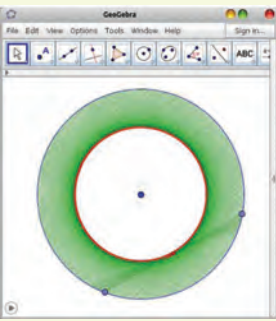 GeoGebra
File Edit View Options Tools Window Help
Sign in...
A
ABC